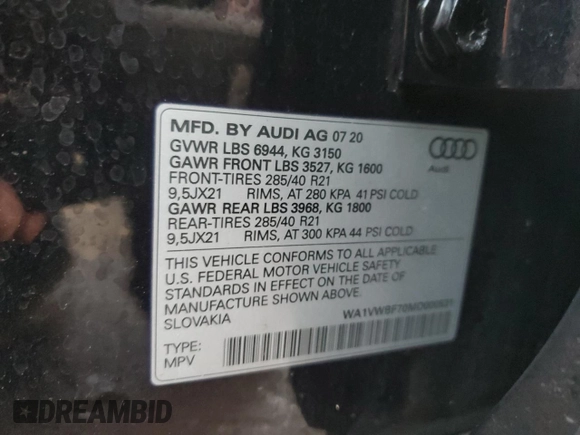 MFD. BY AUDI AG 07 20
GVWR LBS 6944, KG 3150
GAWR FRONT LBS 3527, KG 1600
FRONT-TIRES 285/40 R21
9,5JX21 RIMS, AT 280 KPA 41 PSI COLD
GAWR REAR LBS 3968, KG 1800
REAR-TIRES 285/40 R21
9,5JX21 RIMS, AT 300 KPA 44 PSI COLD
Audi
THIS VEHICLE CONFORMS TO ALL APPLICABLE
U.S. FEDERAL MOTOR VEHICLE SAFETY
STANDARDS IN EFFECT ON THE DATE OF
MANUFACTURE SHOWN ABOVE.
SLOVAKIA
TYPE:
MPV
DREAMBID